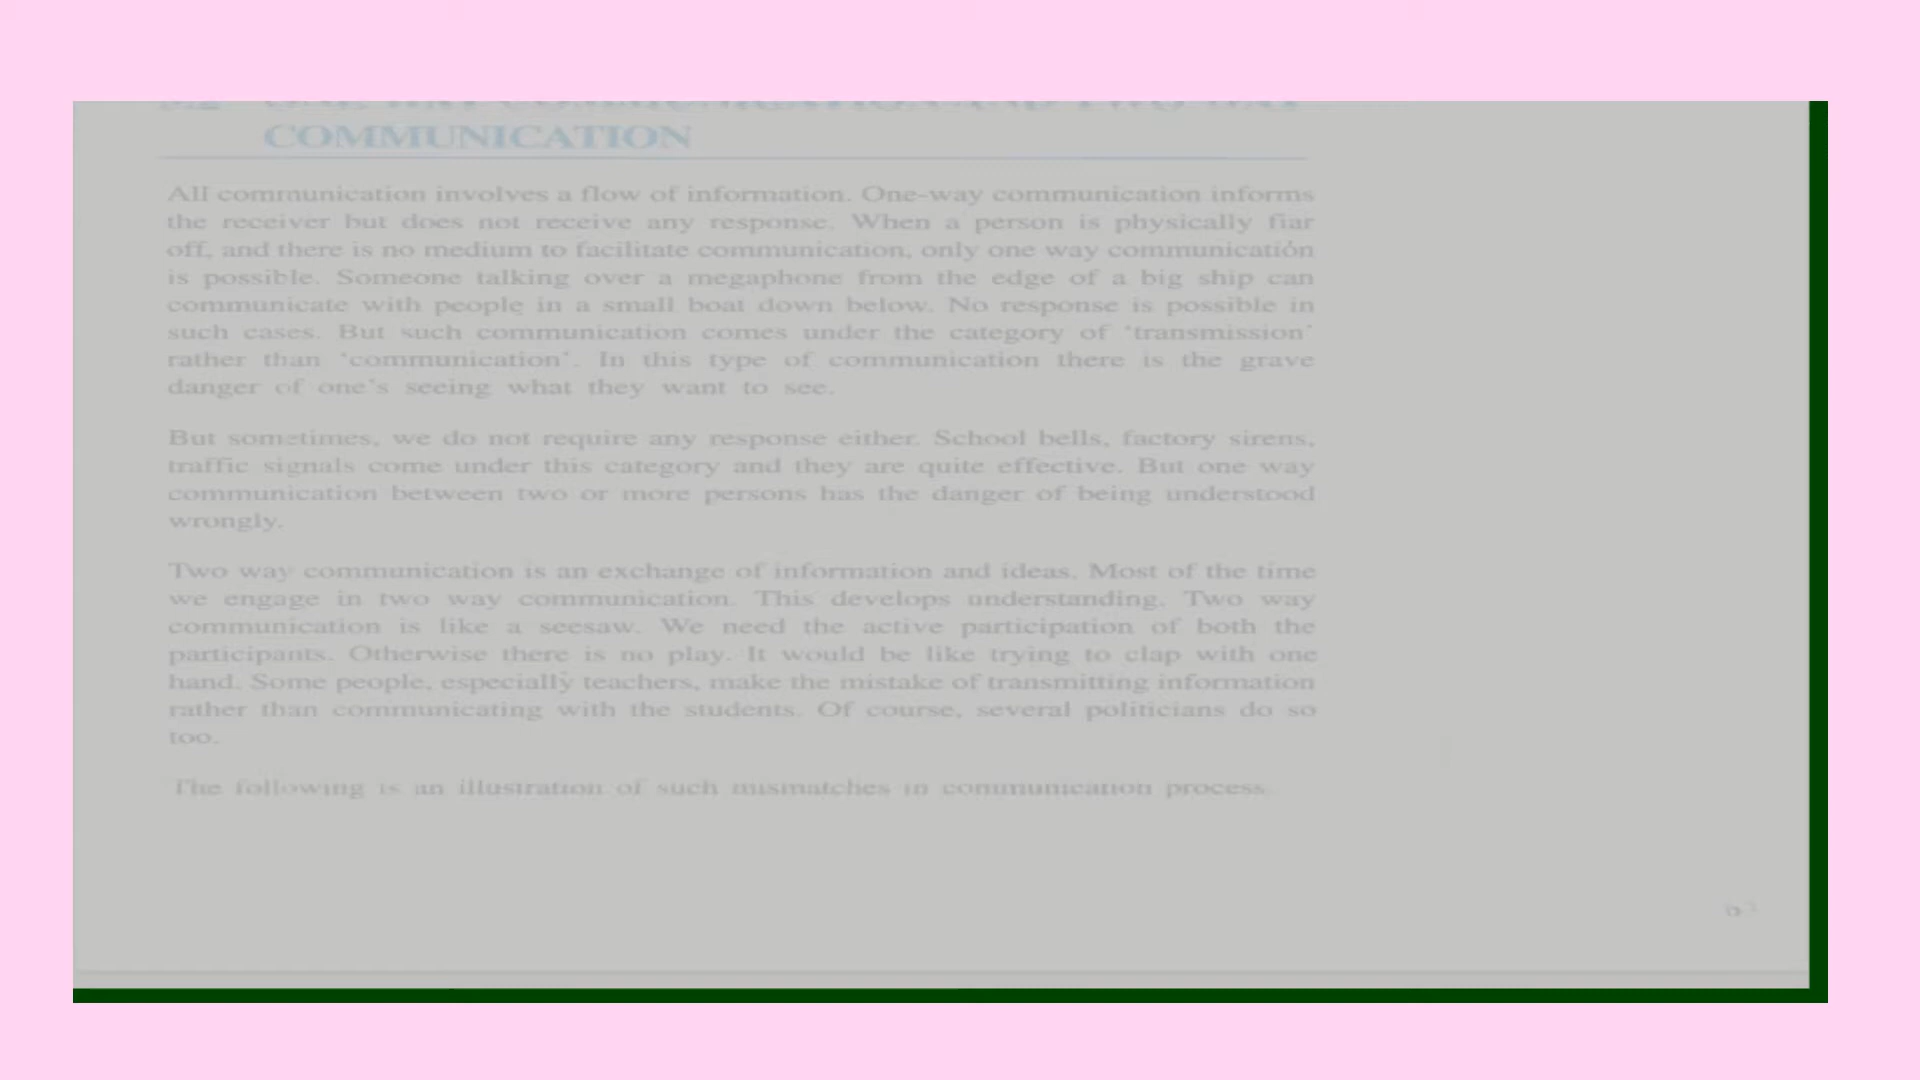 COMMUNICATION
All communication involves a flow of information. One-way communication informs
the receiver but does not receive any response. When a person is physically fiar
off, and there is no medium to facilitate communication, only one way communication
is possible. Someone talking over a megaphone from the edge of a big ship can
communicate with people in a small boat down below. No response is possible in
such cases. But such communication comes under the category of ‘transmission’
rather than ‘communication’. In this type of communication there is the grave
danger of one’s seeing what they want to see.
But sometimes, we do not require any response either. School bells, factory sirens,
traffic signals come under this category and they are quite effective. But one way
communication between two or more persons has the danger of being understood
wrongly.
Two way communication is an exchange of information and ideas. Most of the time
we engage in two way communication. This develops understanding. Two way
communication is like a seesaw. We need the active participation of both the
participants. Otherwise there is no play. It would be like trying to clap with one
hand. Some people, especially teachers, make the mistake of transmitting information
rather than communicating with the students. Of course, several politicians do so
too.
The following is an illustration of such mismatches in communication process.